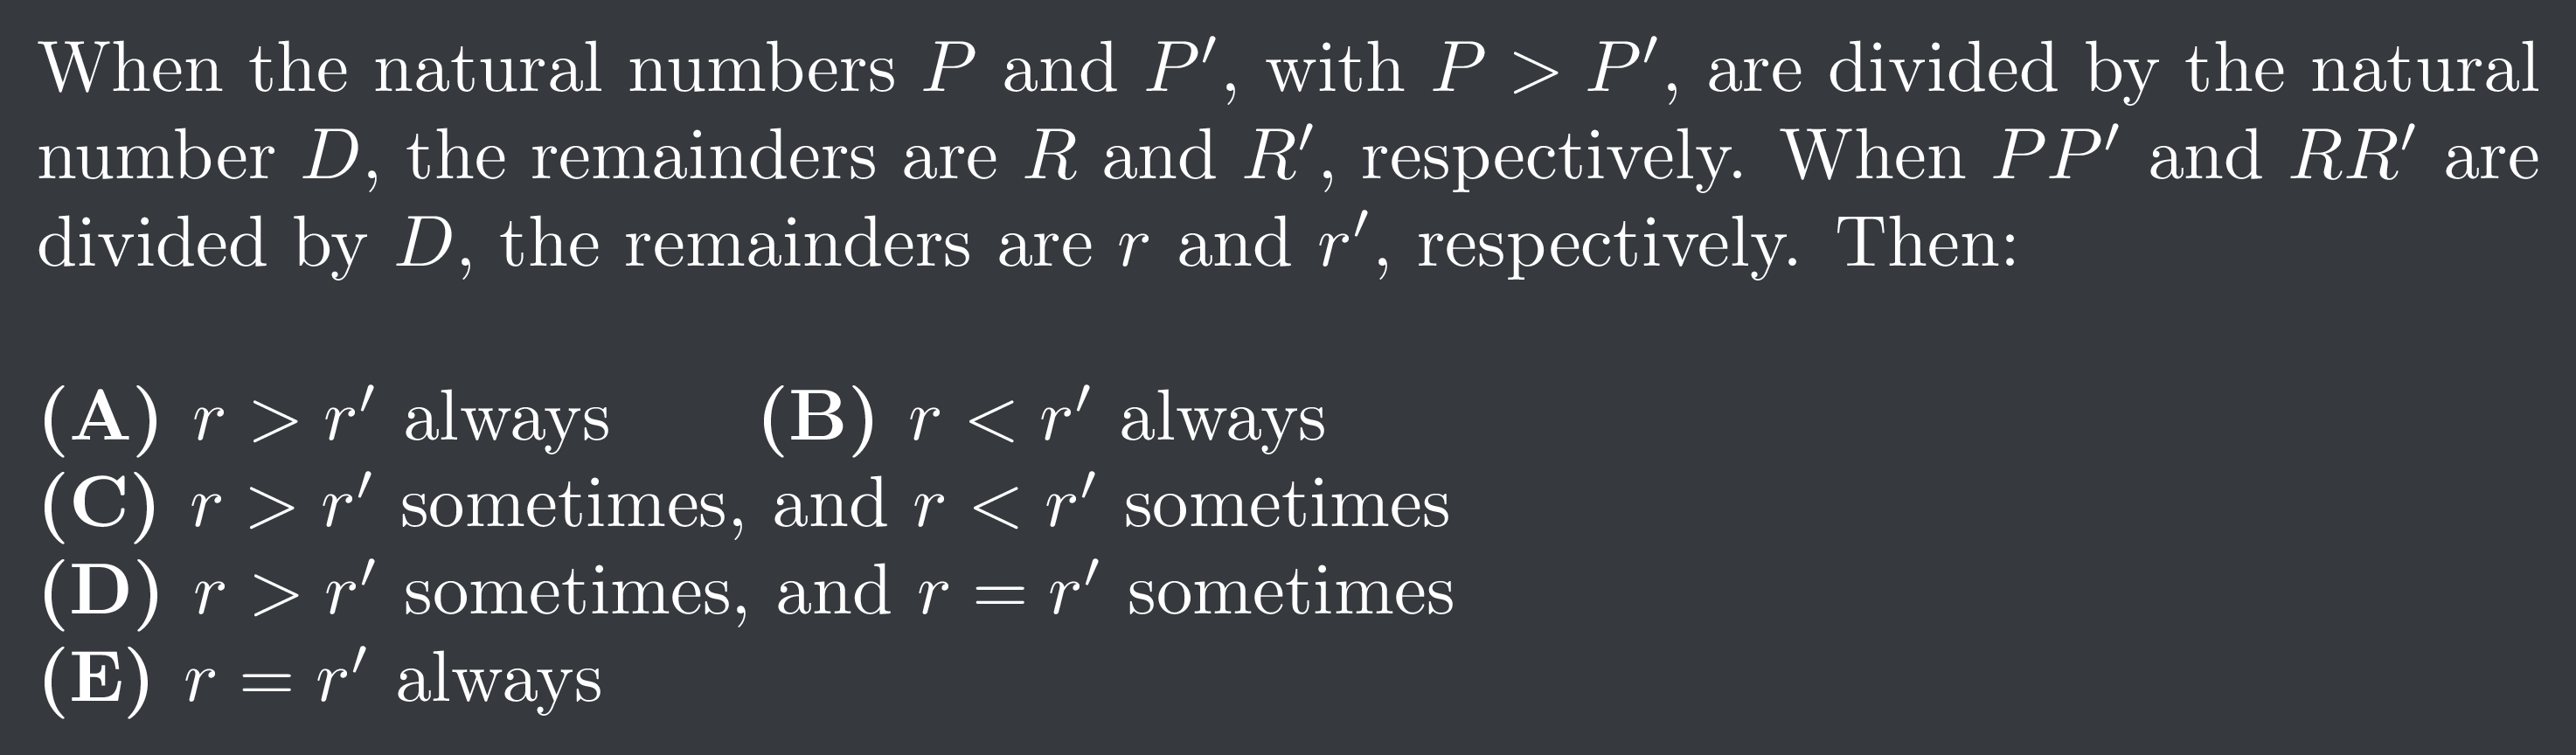 When the natural numbers P and P′, with P > P′, are divided by the natural
number D, the remainders are R and R′, respectively. When PP′ and RR′ are
divided by D, the remainders are r and r′, respectively. Then:
(A) r > r′ always (B) r < r′ always
(C) r > r′ sometimes, and r < r′ sometimes
(D) r > r′ sometimes, and r = r′ sometimes
(E) r = r′ always